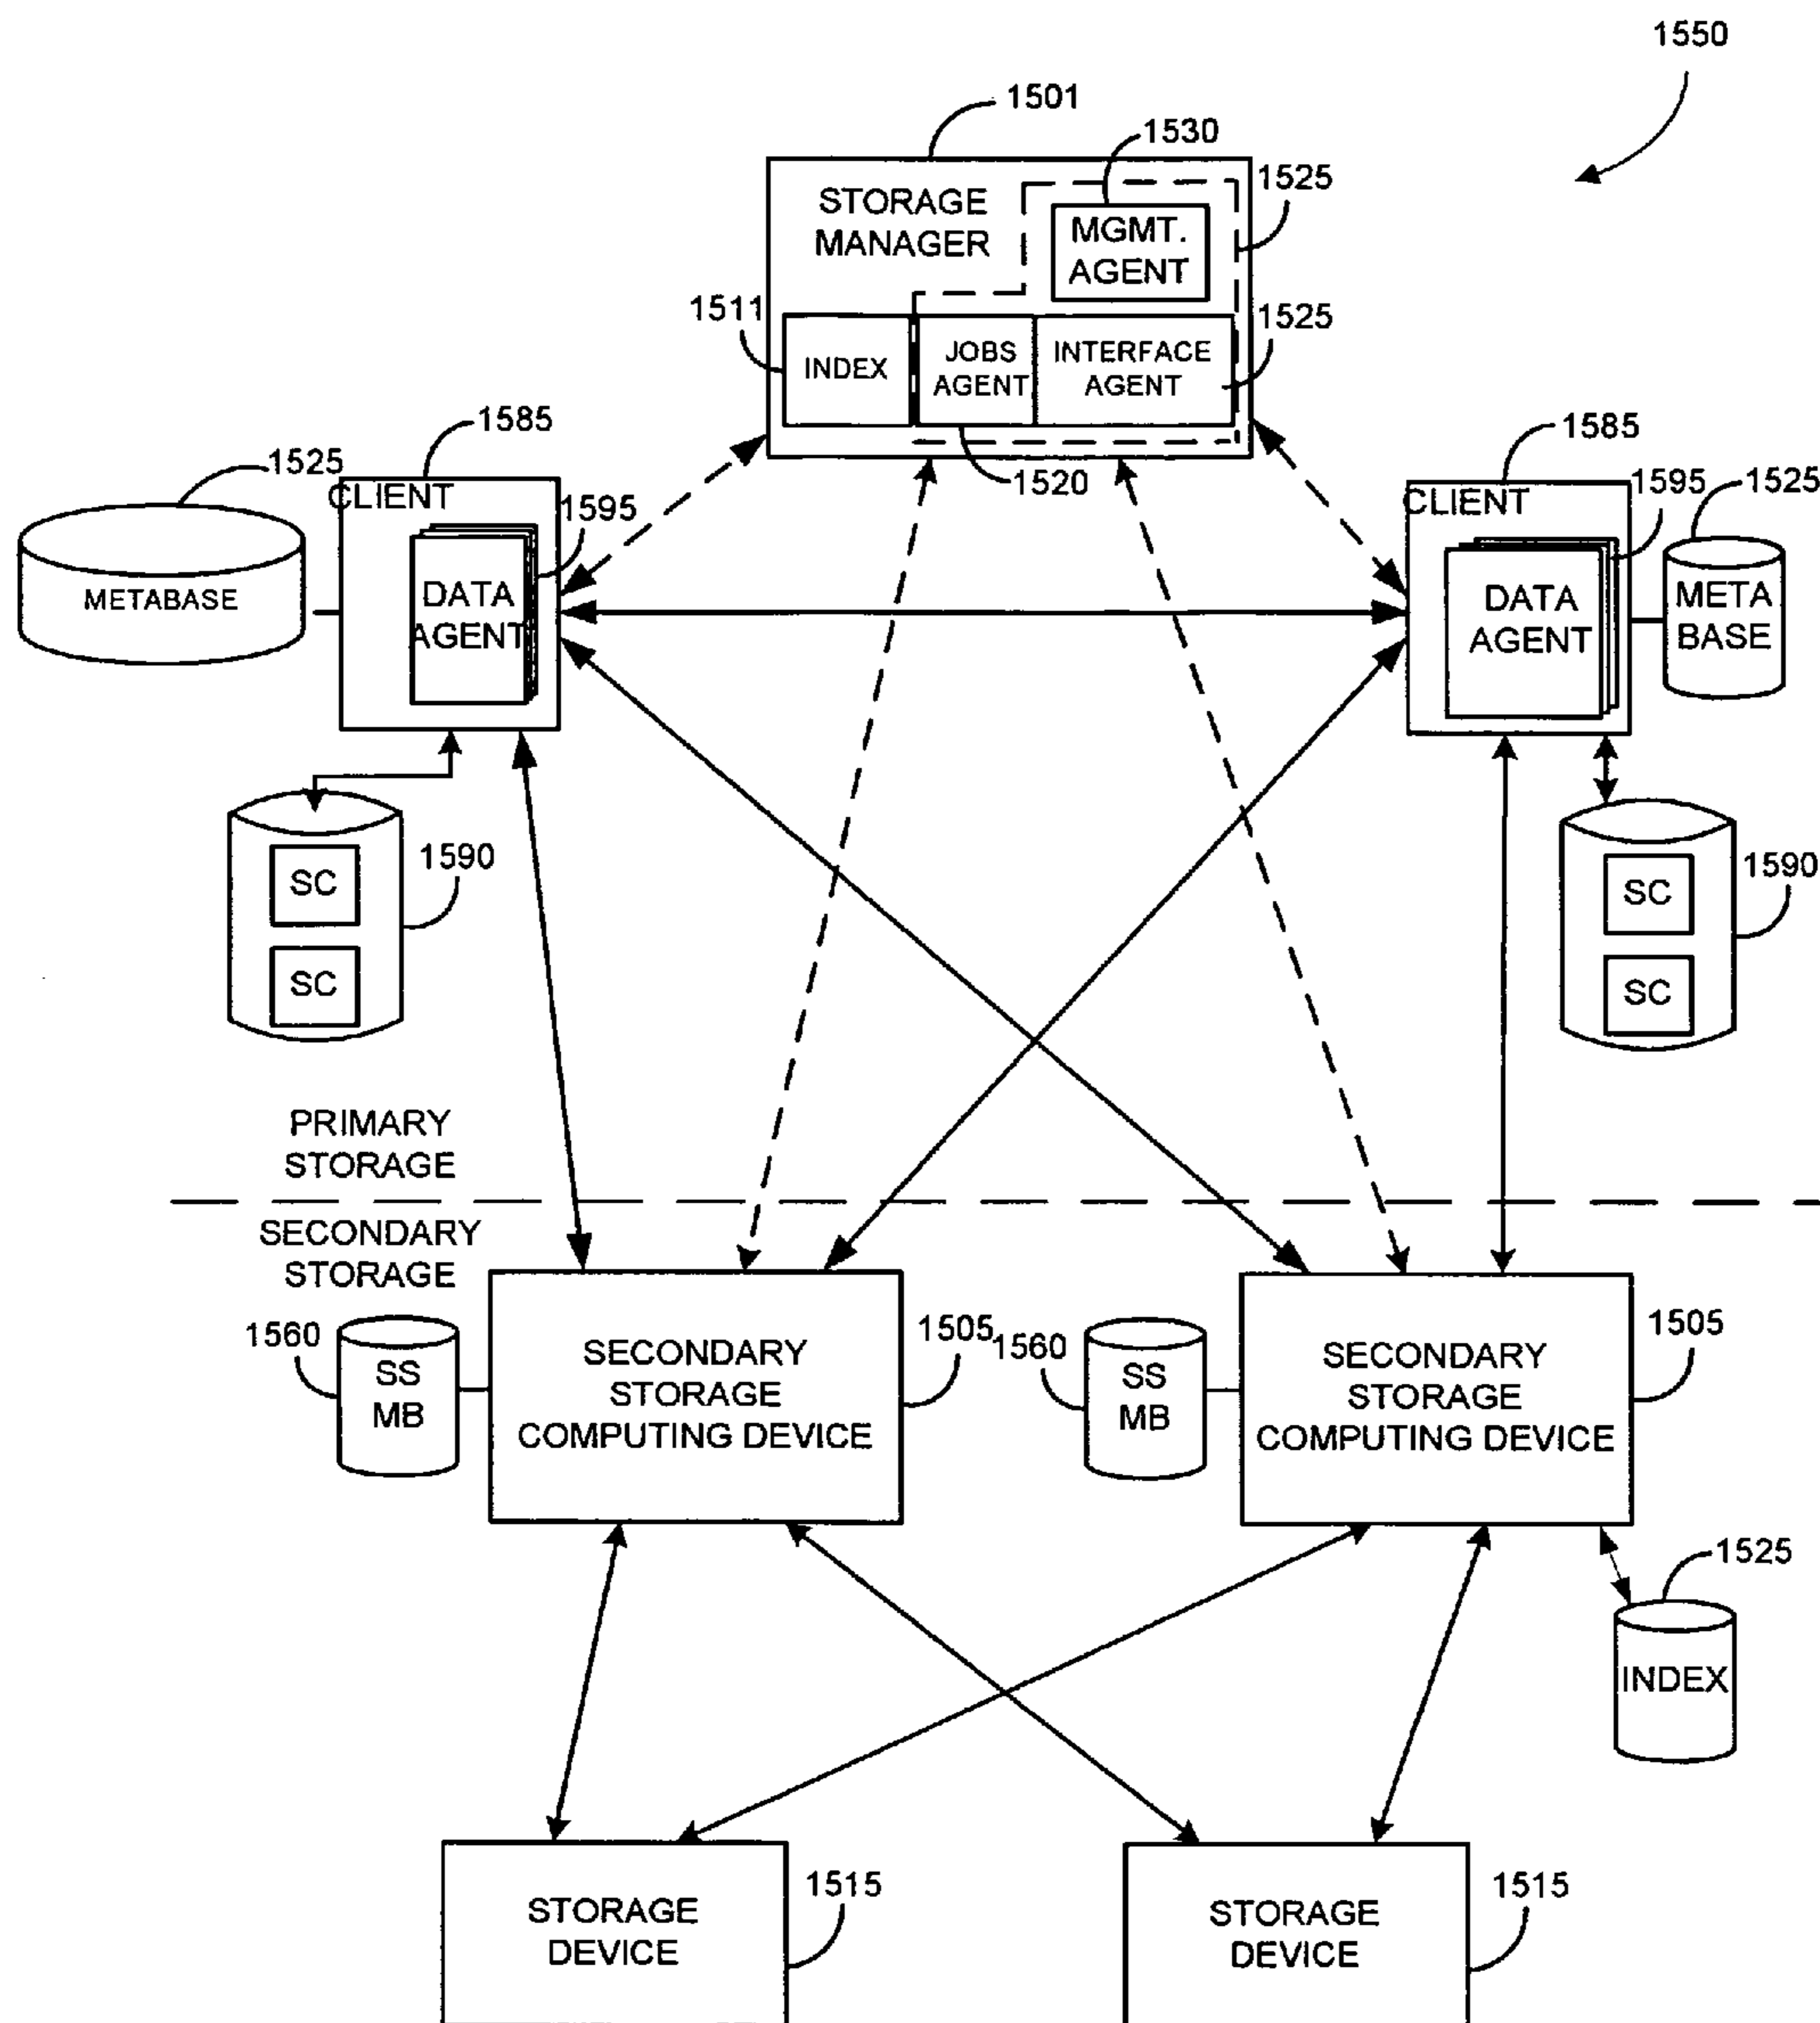 1550
1501
1530
1525
STORAGE
MANAGER
MGMT.
AGENT
1511
1525
INDEX
JOBS
AGENT
INTERFACE
AGENT
1520
1585
1525
CLIENT
1595
METABASE
DATA
AGENT
1585
CLIENT
1595
1525
DATA
AGENT
META
BASE
SC
SC
1590
SC
SC
1590
PRIMARY
STORAGE
SECONDARY
STORAGE
1560
SS
MB
SECONDARY
STORAGE
COMPUTING DEVICE
1505
1560
SS
MB
SECONDARY
STORAGE
COMPUTING DEVICE
1505
1525
INDEX
STORAGE
DEVICE
1515
STORAGE
DEVICE
1515